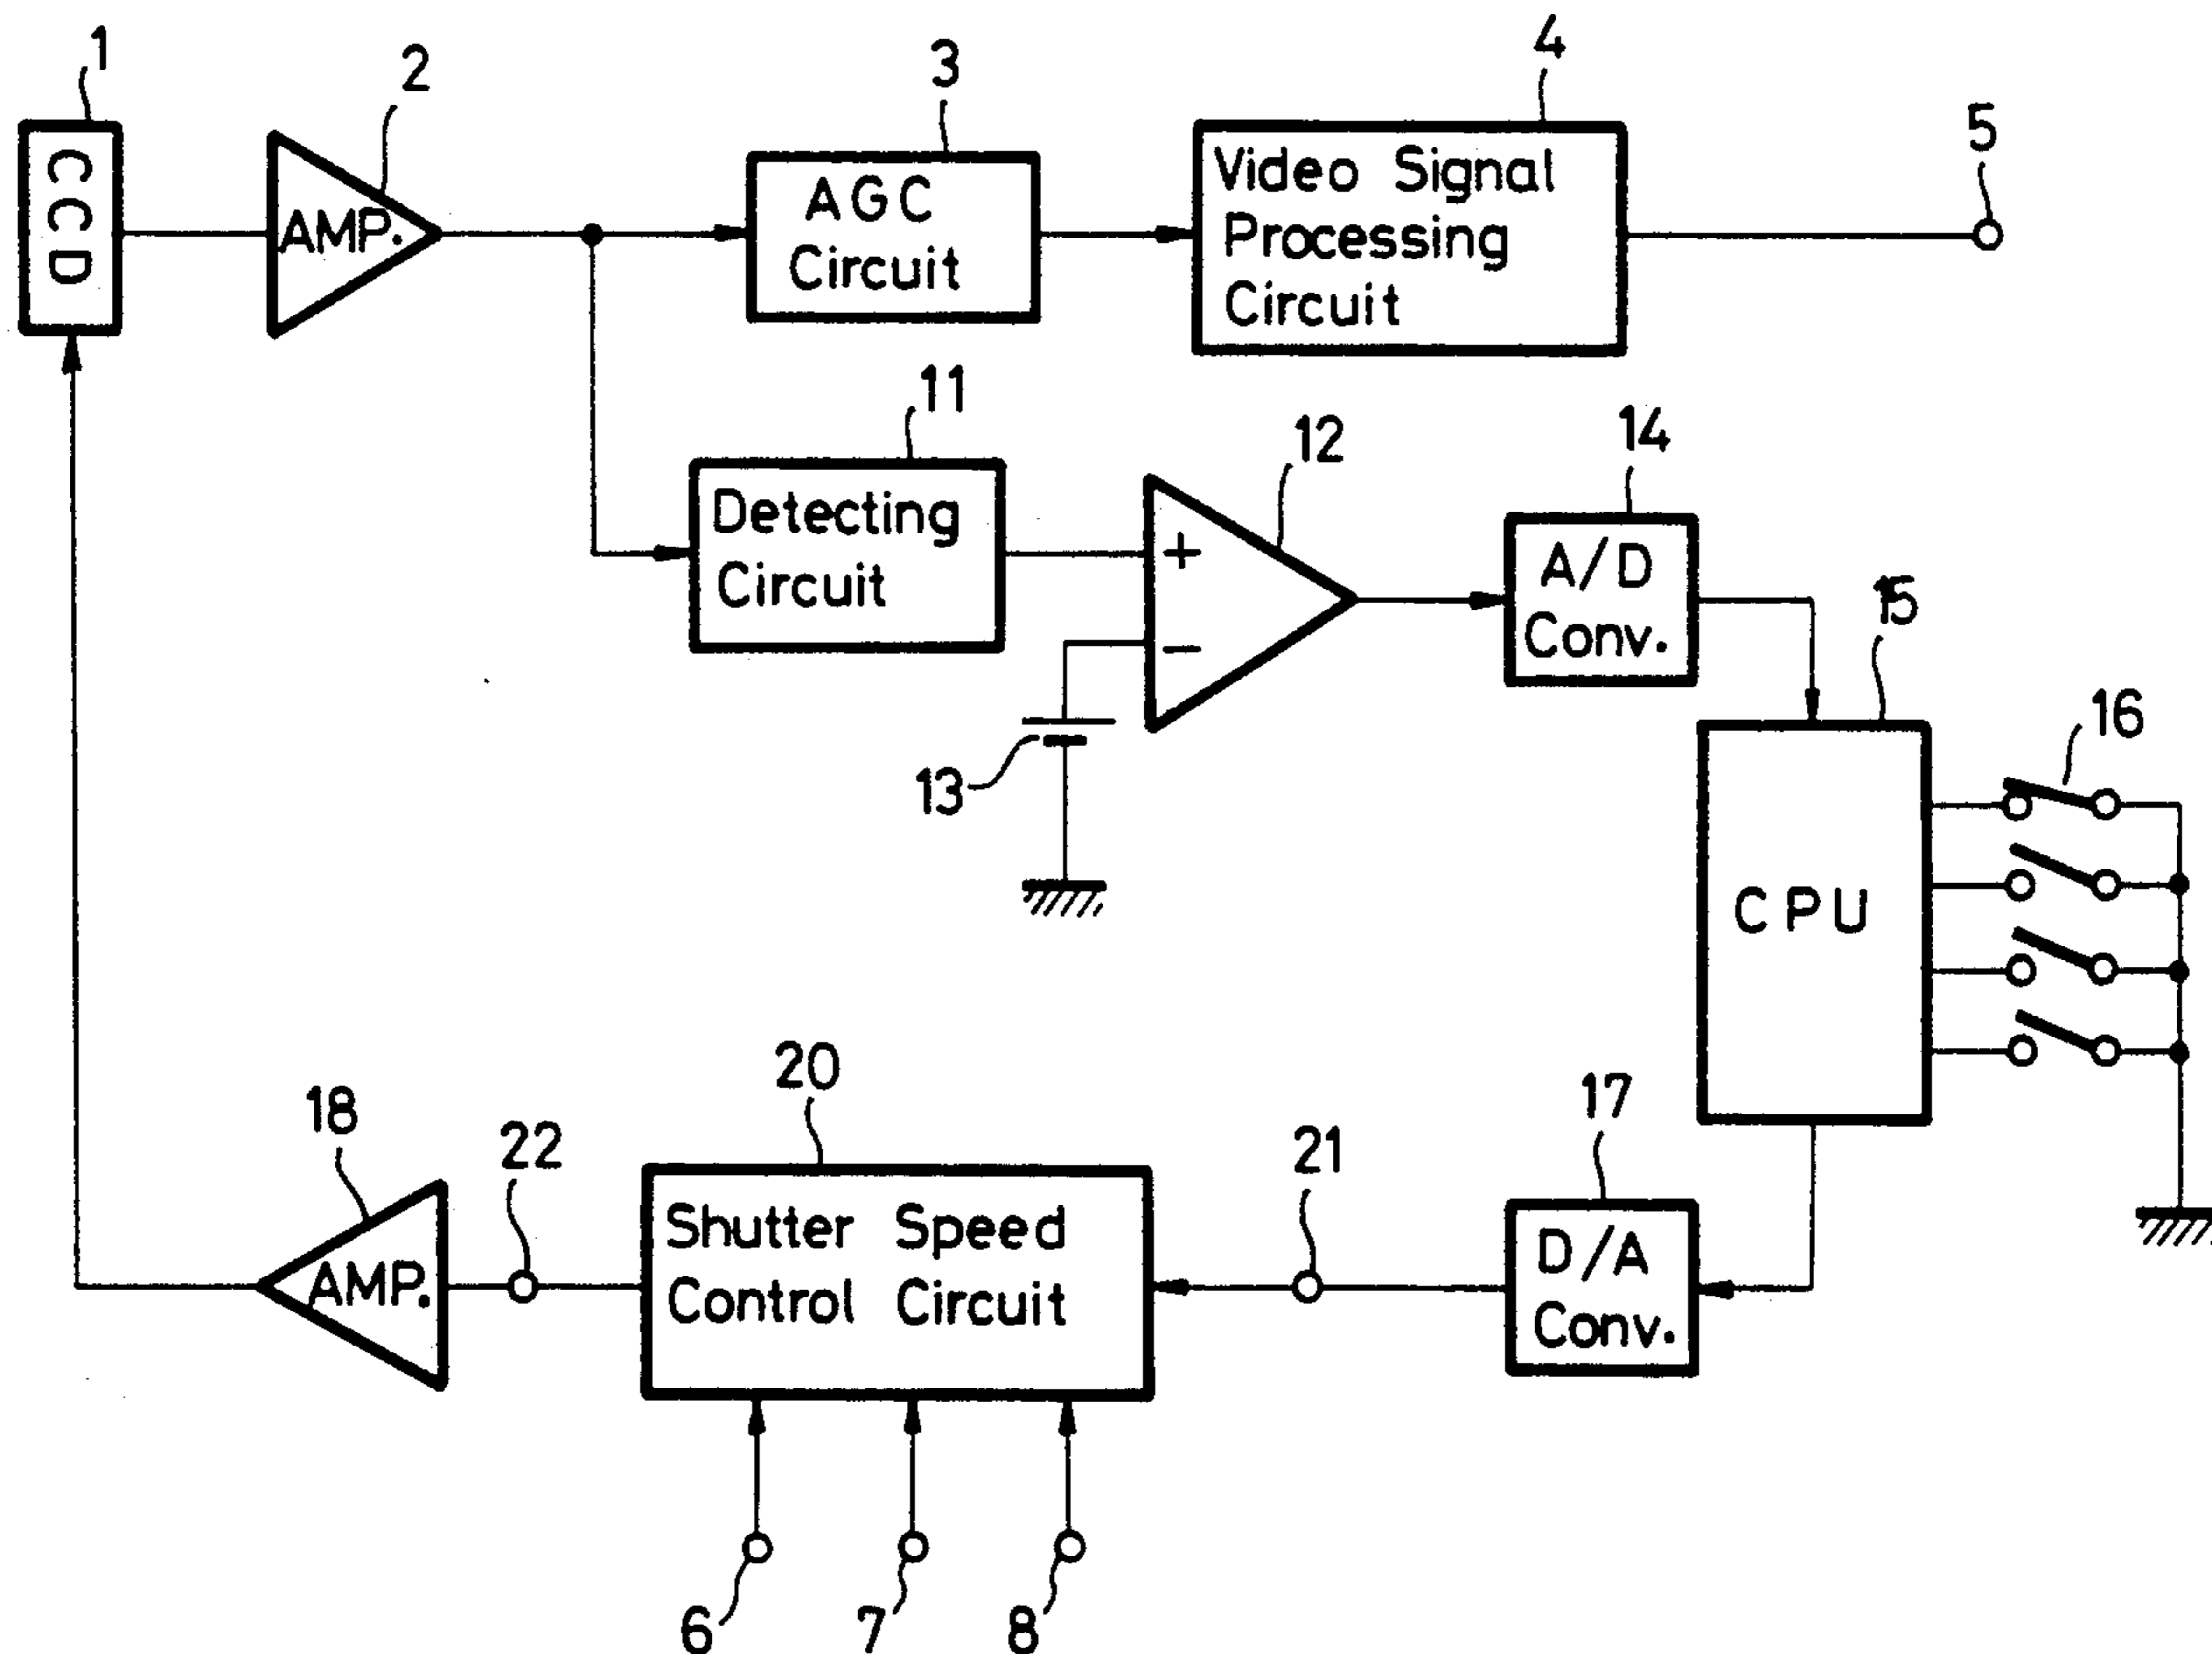 1
2
3
4
5
CCD
AMP.
AGC
Circuit
Video Signal
Processing
Circuit
11
12
14
15
16
Detecting
Circuit
+
−
A/D
Conv.
13
CPU
20
18
22
21
17
Shutter Speed
Control Circuit
AMP.
D/A
Conv.
6
7
8